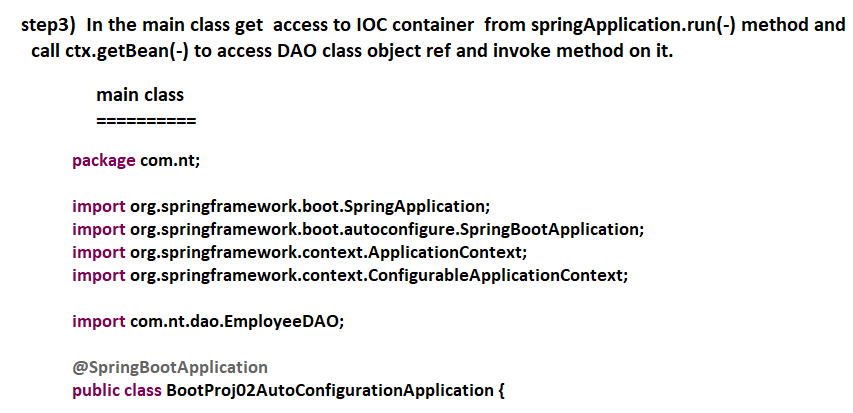 step3) In the main class get access to IOC container from springApplication.run(-) method and
call ctx.getBean(-) to access DAO class object ref and invoke method on it.
main class
==========
package com.nt;
import org.springframework.boot.SpringApplication;
import org.springframework.boot.autoconfigure.SpringBootApplication;
import org.springframework.context.ApplicationContext;
import org.springframework.context.ConfigurableApplicationContext;
import com.nt.dao.EmployeeDAO;
@SpringBootApplication
public class BootProj02AutoConfigurationApplication {